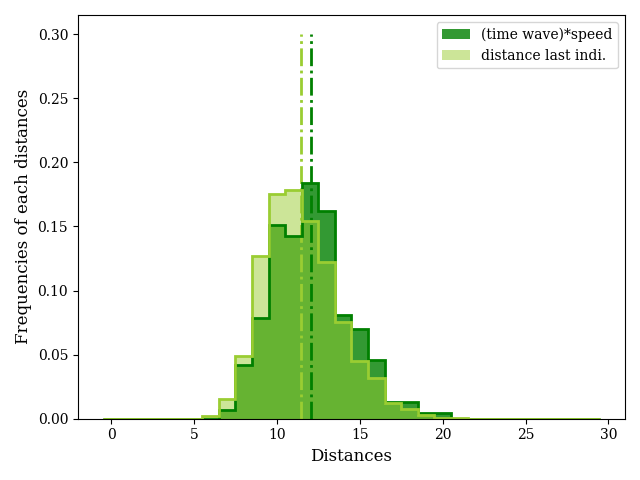 (time wave)*speed
distance last indi.
Frequencies of each distances
0.30
0.25
0.20
0.15
0.10
0.05
0.00
0 5 10 15 20 25 30
Distances